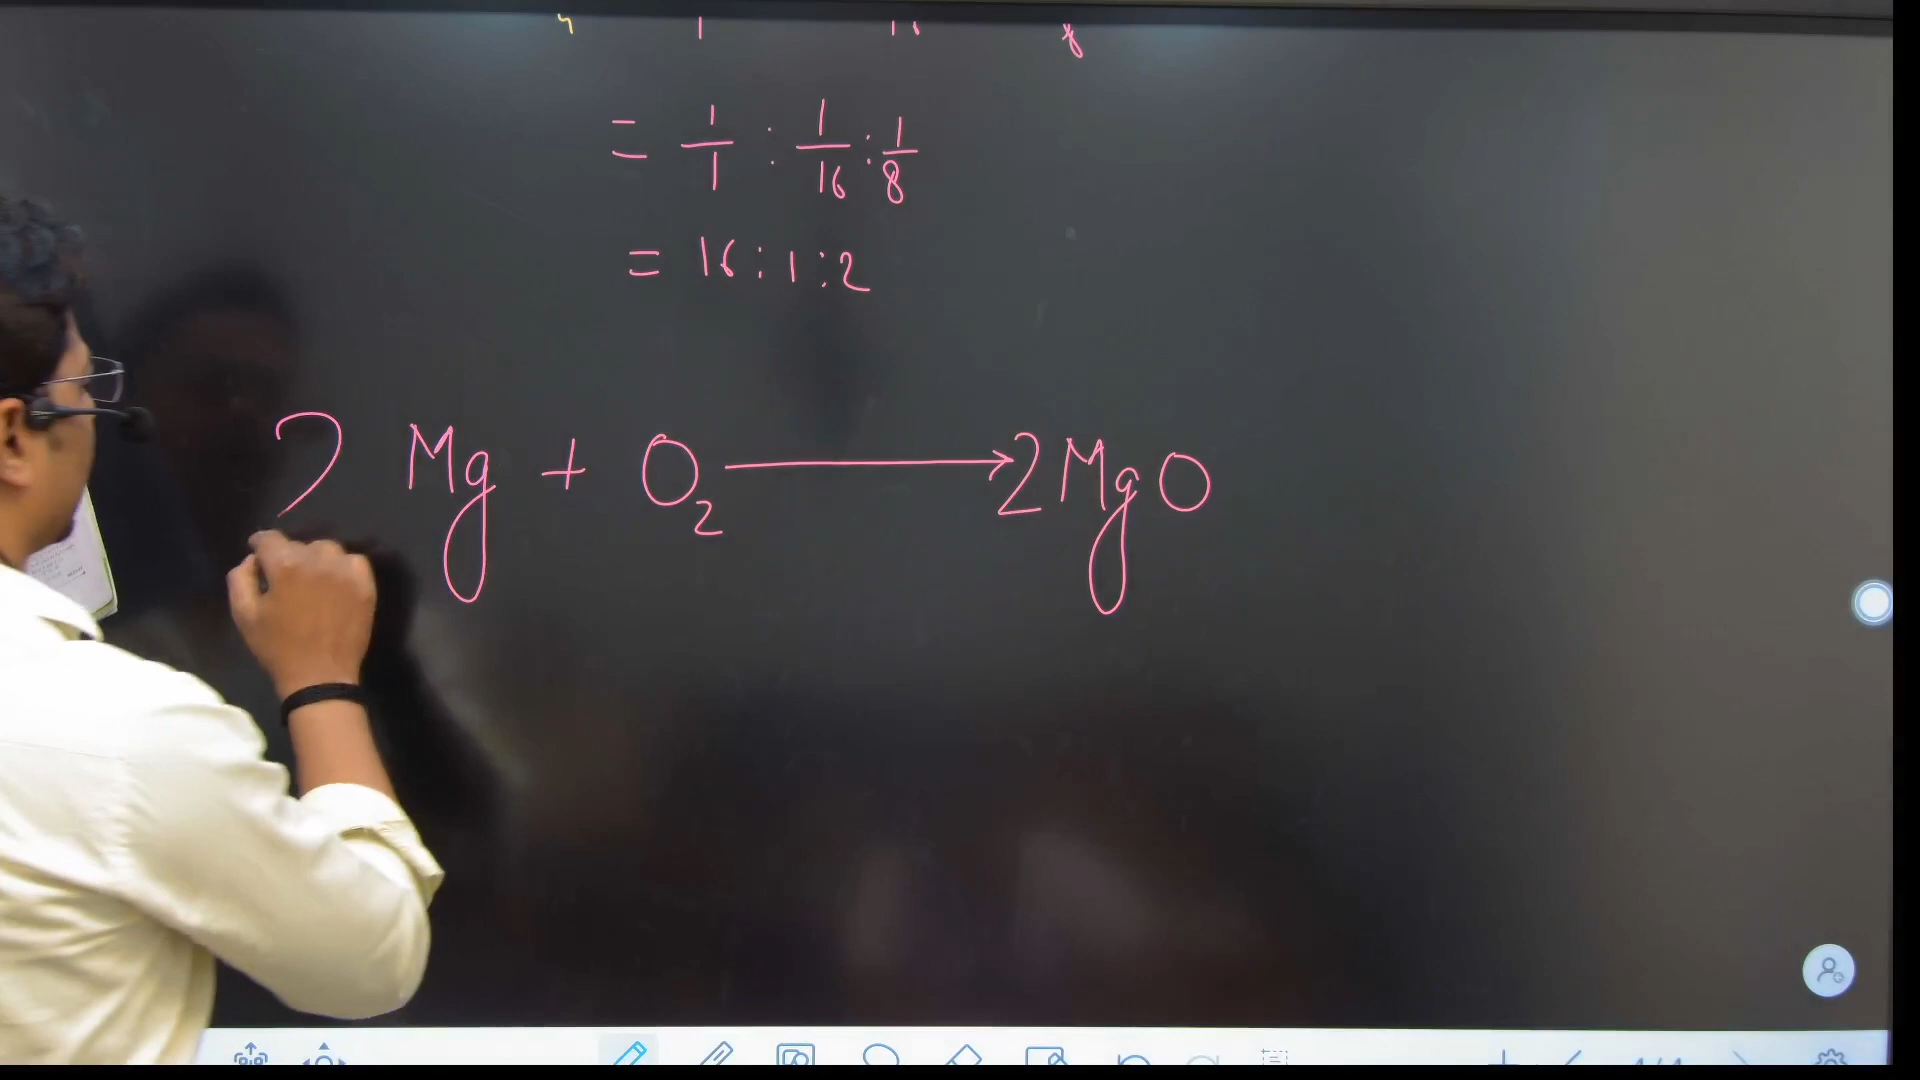 = 1/1 : 1/16 : 1/8
= 16 : 1 : 2
2 Mg + O₂ ⟶ 2MgO